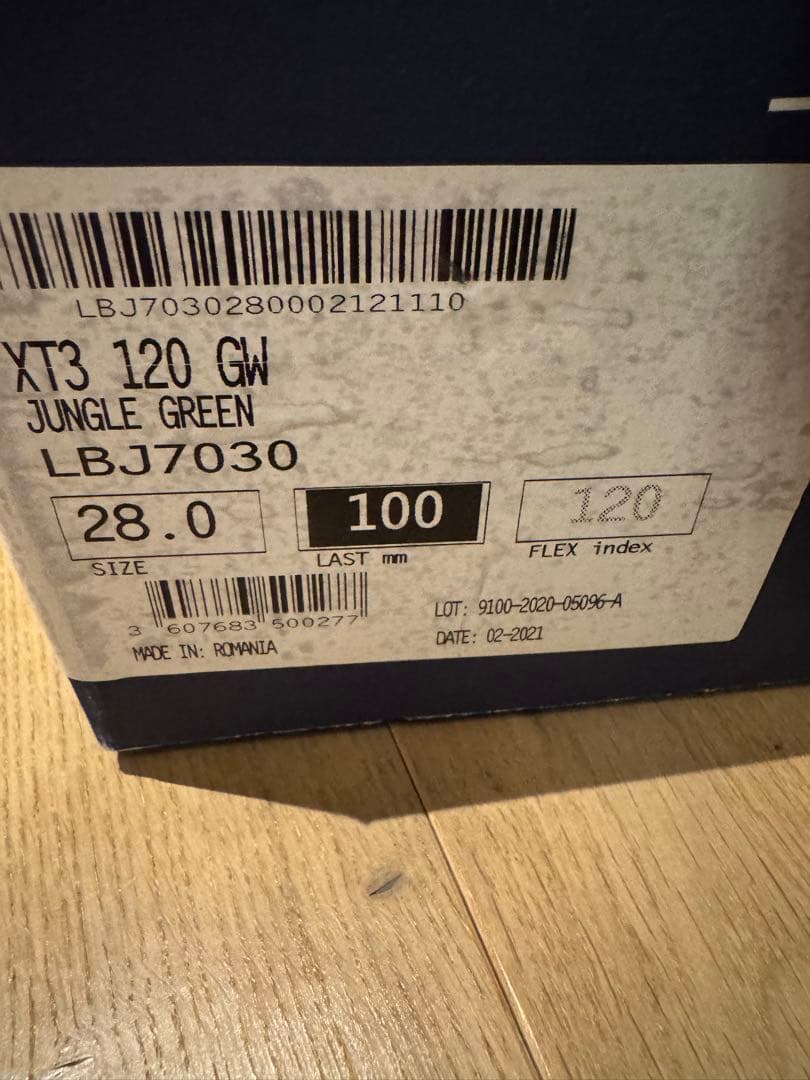 LBJ70302800002121110
XT3 120 GW
JUNGLE GREEN
LBJ7030
28.0 100 120
SIZE LAST mm FLEX index
3 607683 500277
LOT: 9100-2020-05096-A
DATE: 02-2021
MADE IN: ROMANIA